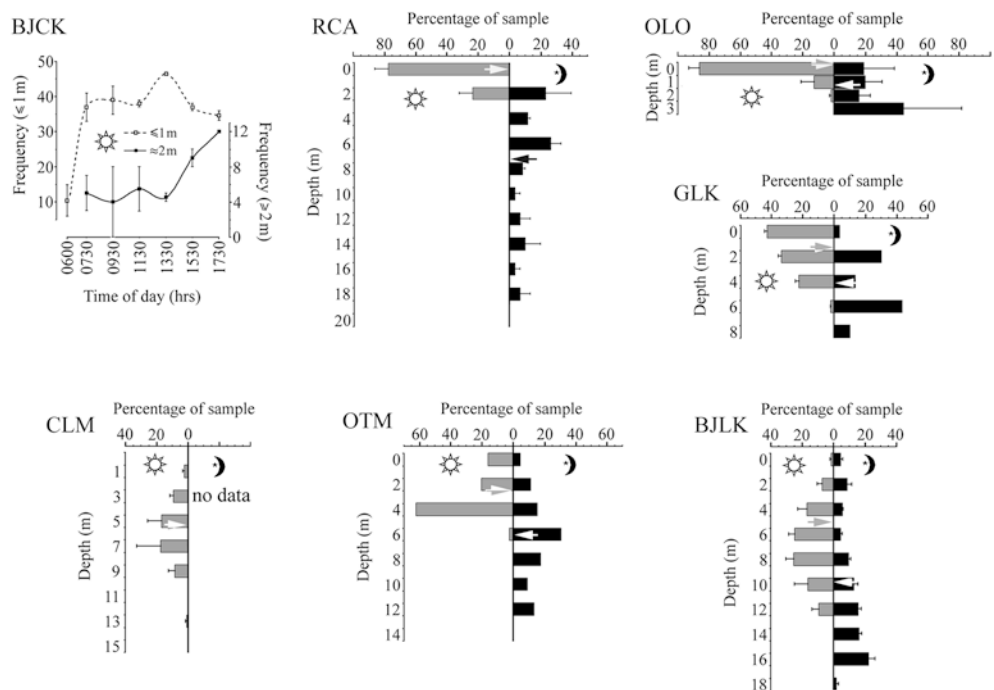 BJCK
Frequency (⩽1 m)
50
40
30
20
10
⩽1 m
≈2 m
12
8
4
0
Frequency (⩾2 m)
0600
0730
0930
1130
1330
1530
1730
Time of day (hrs)
RCA
Percentage of sample
80 60 40 20 0 20 40
Depth (m)
0
2
4
6
8
10
12
14
16
18
20
OLO
Percentage of sample
100 80 60 40 20 0 20 40 60 80
Depth (m)
0
1
2
3
GLK
60 40 20 0 20 40 60
Depth (m)
0
2
4
6
8
CLM
Percentage of sample
40 20 0 20
no data
Depth (m)
1
3
5
7
9
11
13
15
OTM
Percentage of sample
60 40 20 0 20 40 60
Depth (m)
0
2
4
6
8
10
12
14
BJLK
Percentage of sample
40 20 0 20 40
Depth (m)
0
2
4
6
8
10
12
14
16
18